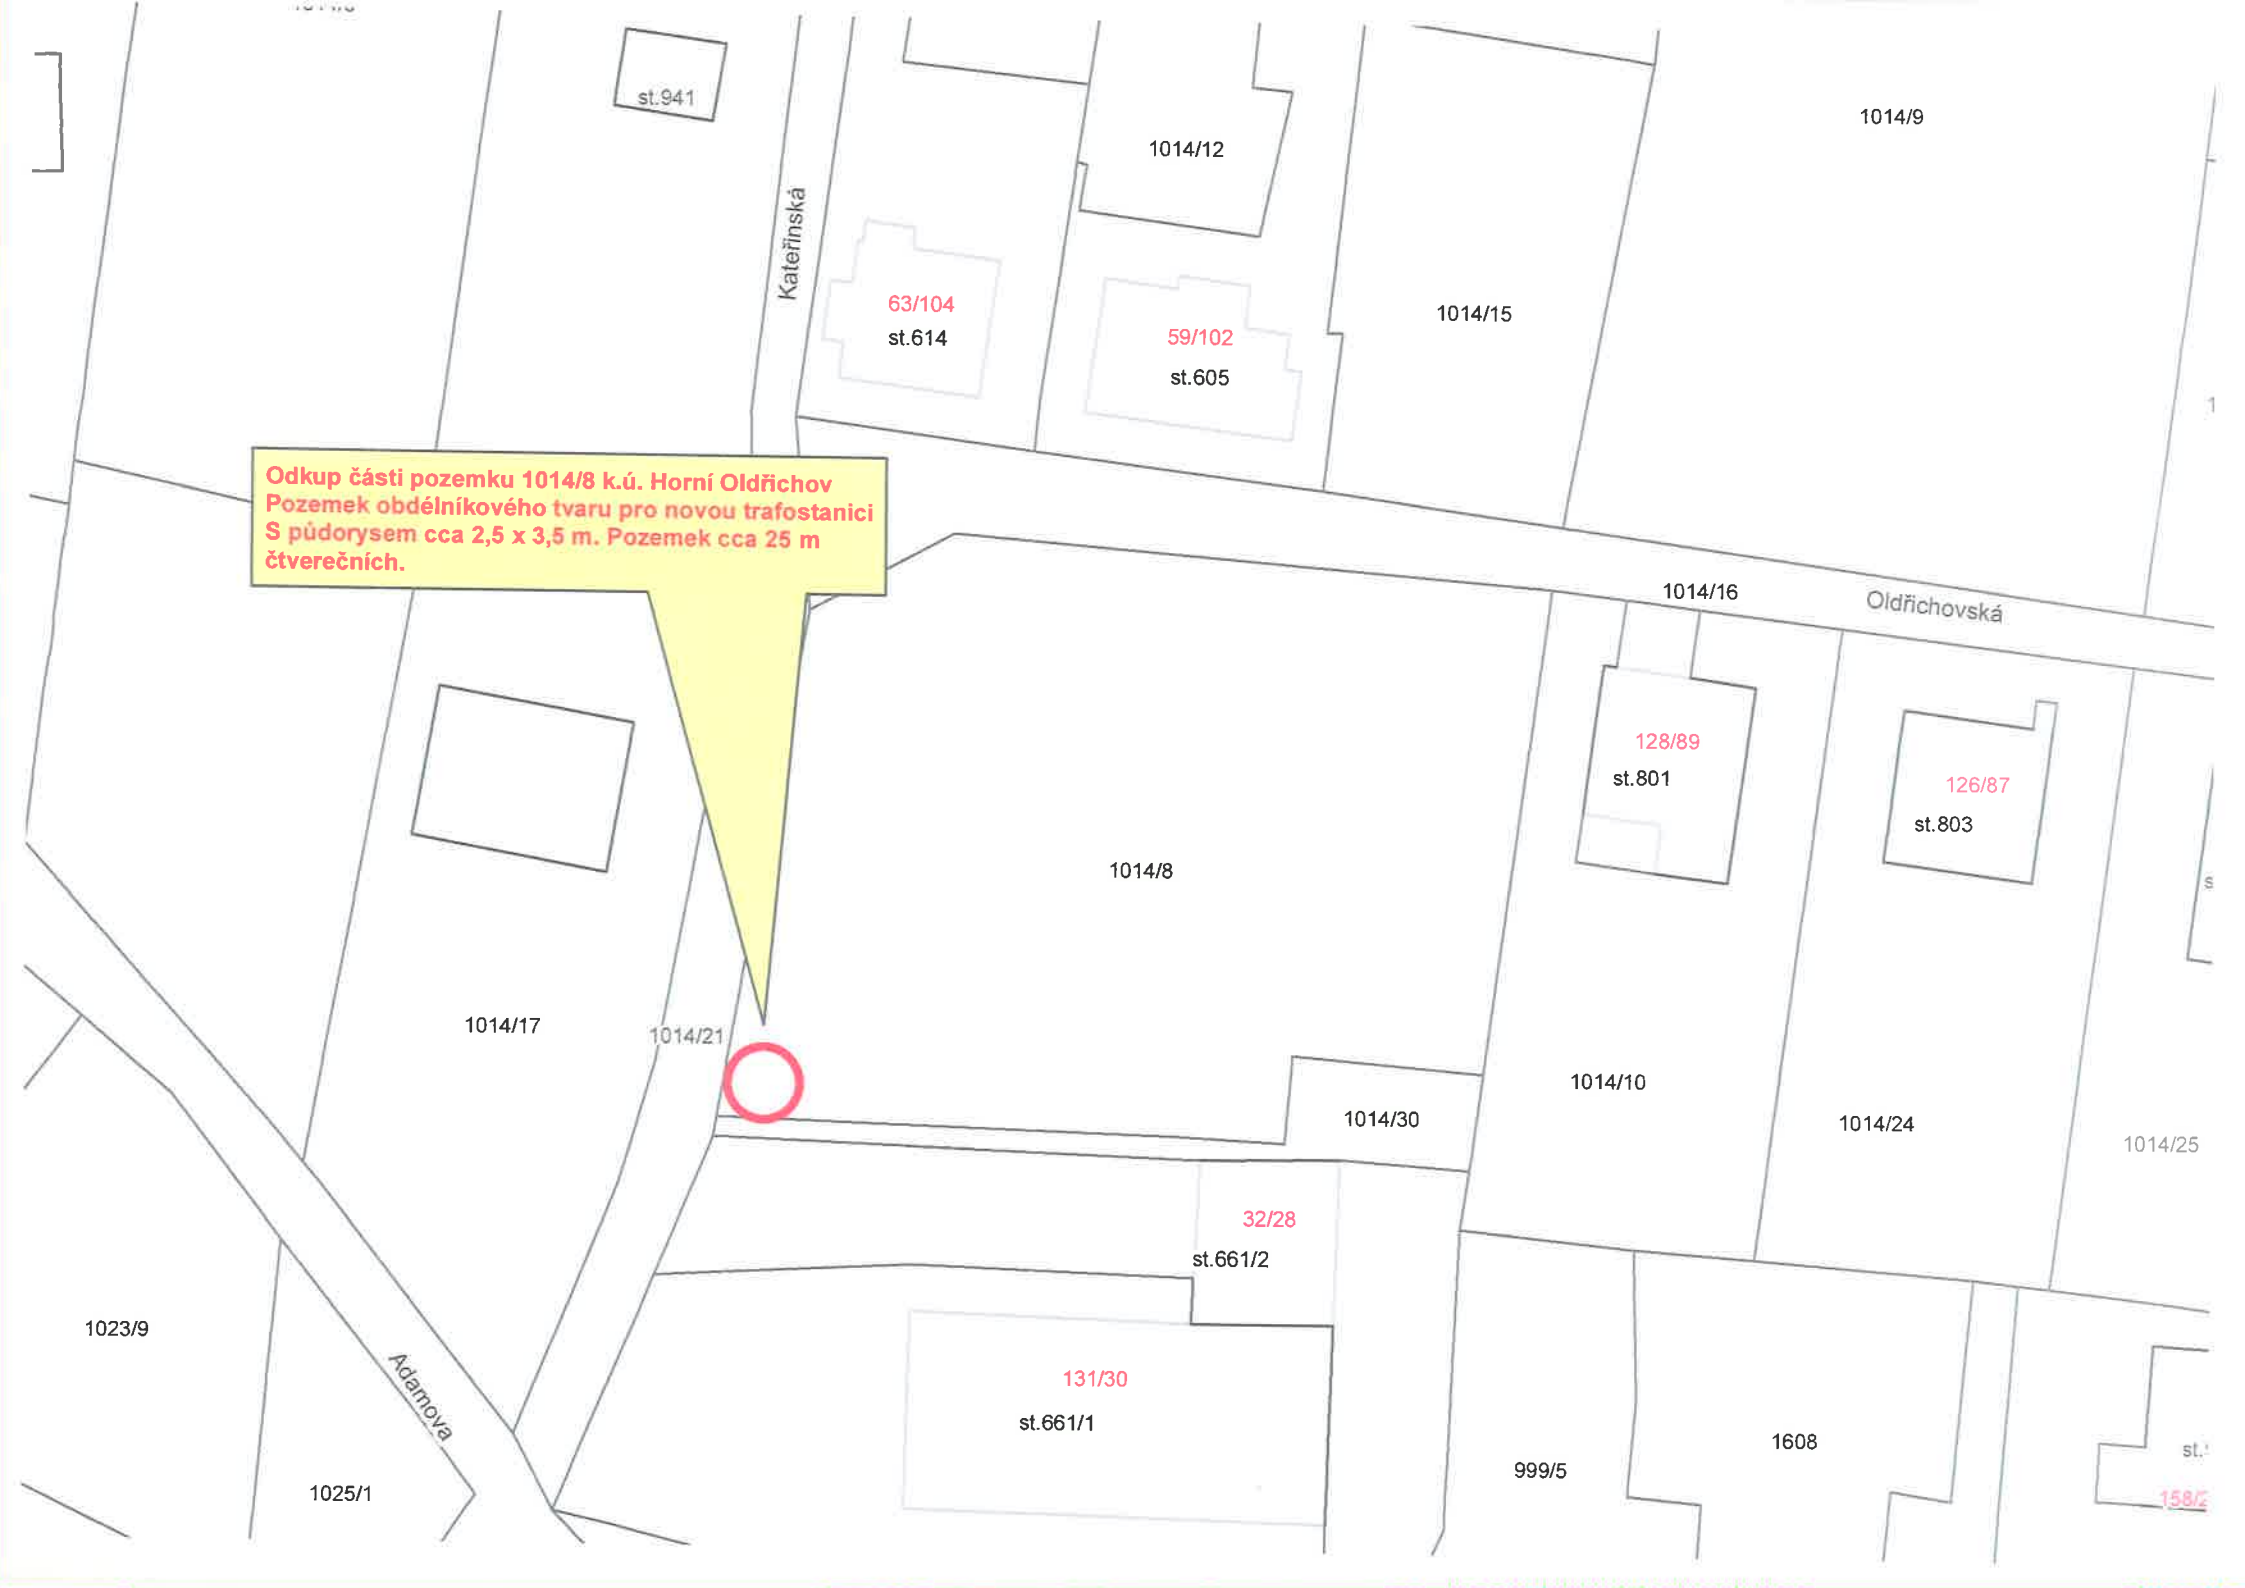 st.941
1014/9
1014/12
Kateřinská
63/104
st.614
59/102
st.605
1014/15
Odkup části pozemku 1014/8 k.ú. Horní Oldřichov
Pozemek obdélníkového tvaru pro novou trafostanici
S půdorysem cca 2,5 x 3,5 m. Pozemek cca 25 m
čtverečních.
1014/16
Oldřichovská
128/89
st.801
126/87
st.803
1014/8
1014/17
1014/21
1014/10
1014/30
1014/24
1014/25
32/28
st.661/2
1023/9
Adamova
131/30
st.661/1
1608
999/5
1025/1
st.
158/2